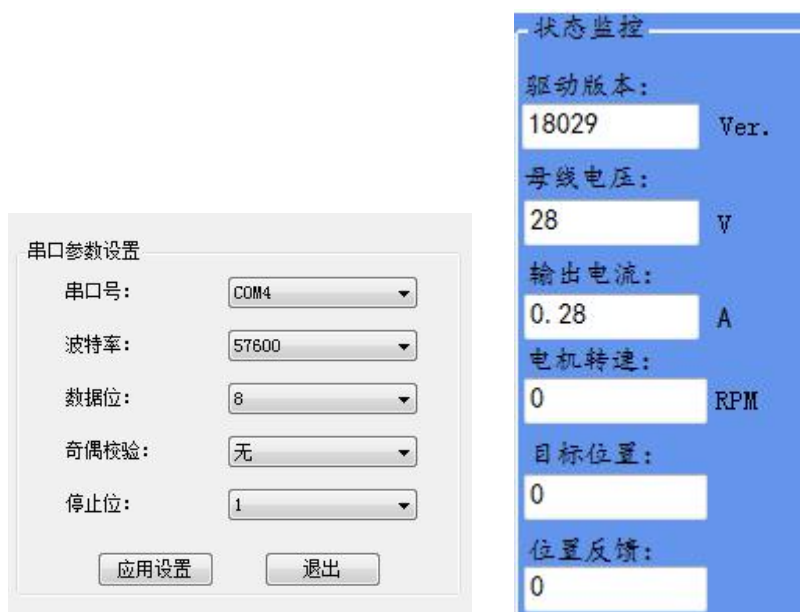 串口参数设置
串口号: COM4
波特率: 57600
数据位: 8
奇偶校验: 无
停止位: 1
应用设置 退出
状态监控
驱动版本:
18029 Ver.
母线电压:
28 V
输出电流:
0.28 A
电机转速:
0 RPM
目标位置:
0
位置反馈:
0